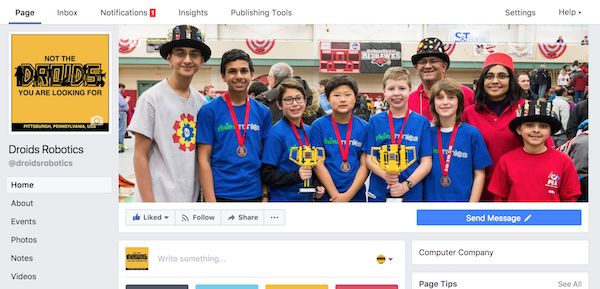 Page
Inbox
Notifications 1
Insights
Publishing Tools
Settings
Help
NOT THE
DROIDS
YOU ARE LOOKING FOR
PITTSBURGH, PENNSYLVANIA, USA
REDHAWKS
S&T
Droids Robotics
@droidsrobotics
Home
About
Events
Photos
Notes
Videos
Liked
Follow
Share
Send Message
Write something...
Computer Company
Page Tips
See All